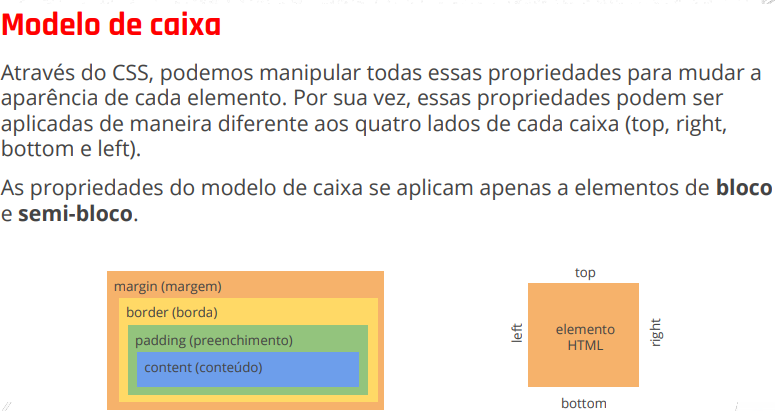 Modelo de caixa
Através do CSS, podemos manipular todas essas propriedades para mudar a
aparência de cada elemento. Por sua vez, essas propriedades podem ser
aplicadas de maneira diferente aos quatro lados de cada caixa (top, right,
bottom e left).
As propriedades do modelo de caixa se aplicam apenas a elementos de bloco
e semi-bloco.
margin (margem)
border (borda)
padding (preenchimento)
content (conteúdo)
top
left
elemento
HTML
right
bottom